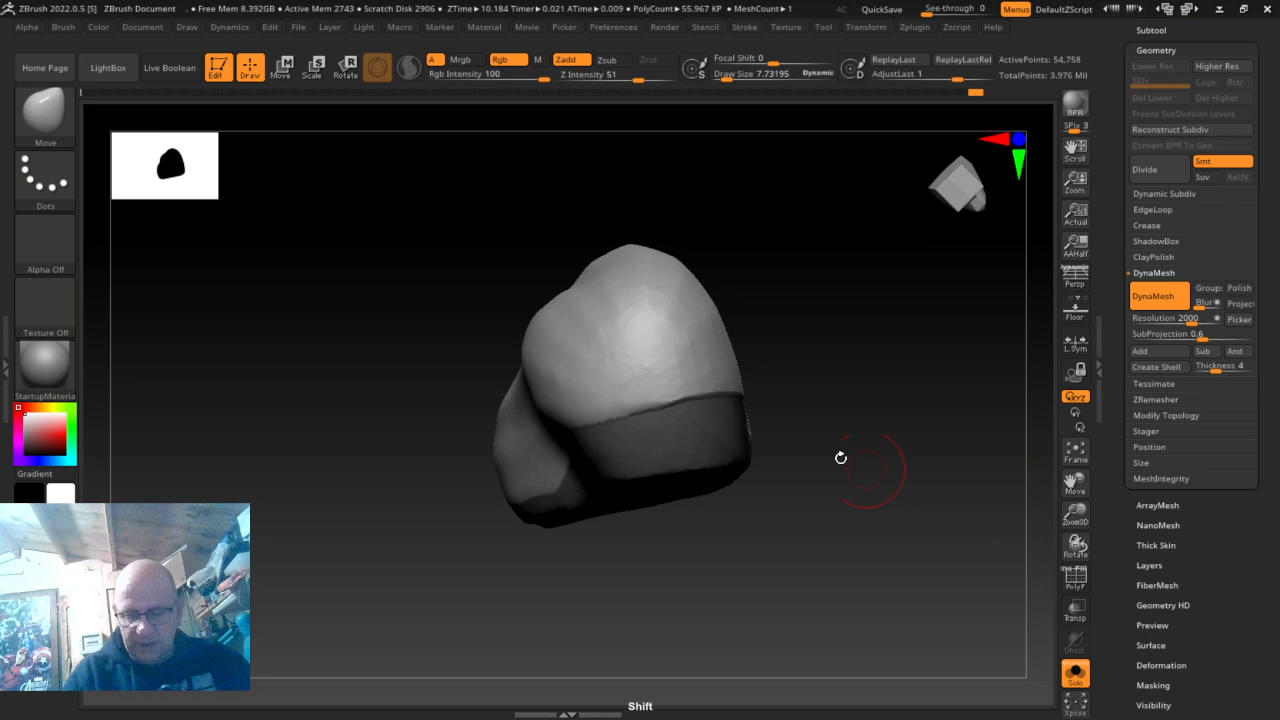 ZBrush 2022.0.5 [S] ZBrush Document . • Free Mem 8.392GB • Active Mem 2743 • Scratch Disk 2906 • ZTime▸10.184 Timer▸0.021 ATime▸0.009 • PolyCount▸55.967 KP • MeshCount▸1 AC QuickSave See-through 0 Menus DefaultZScript
Alpha Brush Color Document Draw Dynamics Edit File Layer Light Macro Marker Material Movie Picker Preferences Render Stencil Stroke Texture Tool Transform Zplugin Zscript Help
Home Page LightBox Live Boolean Edit Draw Move Scale Rotate
A Mrgb Rgb M Zadd Zsub Zcut
Rgb Intensity 100 Z Intensity 51
Focal Shift 0
Draw Size 7.73195 Dynamic
ReplayLast ReplayLastRel ActivePoints: 54,758
AdjustLast 1 TotalPoints: 3.976 Mil
S
D
Move
Dots
Alpha Off
Texture Off
StartupMateria
Gradient
Shift
BPR
SPix 3
Scroll
Zoom
Actual
AAHalf
Dynamic
Persp
Floor
L.Sym
XYZ
Y
Z
Frame
Move
Zoom3D
Rotate
PolyF
Transp
Ghost
Solo
Xpose
Subtool
Geometry
Lower Res Higher Res
SDiv Cage Rstr
Del Lower Del Higher
Freeze SubDivision Levels
Reconstruct Subdiv
Convert BPR To Geo
Divide Smt
Suv ReUV
Dynamic Subdiv
EdgeLoop
Crease
ShadowBox
ClayPolish
DynaMesh
DynaMesh Groups Polish
Blur Project
Resolution 2000 Picker
SubProjection 0.6
Add Sub And
Create Shell Thickness 4
Tessimate
ZRemesher
Modify Topology
Stager
Position
Size
MeshIntegrity
ArrayMesh
NanoMesh
Thick Skin
Layers
FiberMesh
Geometry HD
Preview
Surface
Deformation
Masking
Visibility